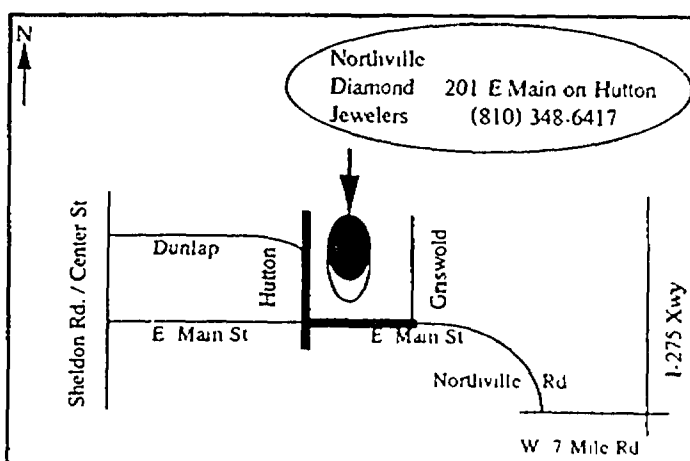 N
Northville
Diamond 201 E Main on Hutton
Jewelers (810) 348-6417
Sheldon Rd. / Center St
Dunlap
Hutton
Griswold
I-275 Xwy
E Main St
E Main St
Northville Rd
W 7 Mile Rd